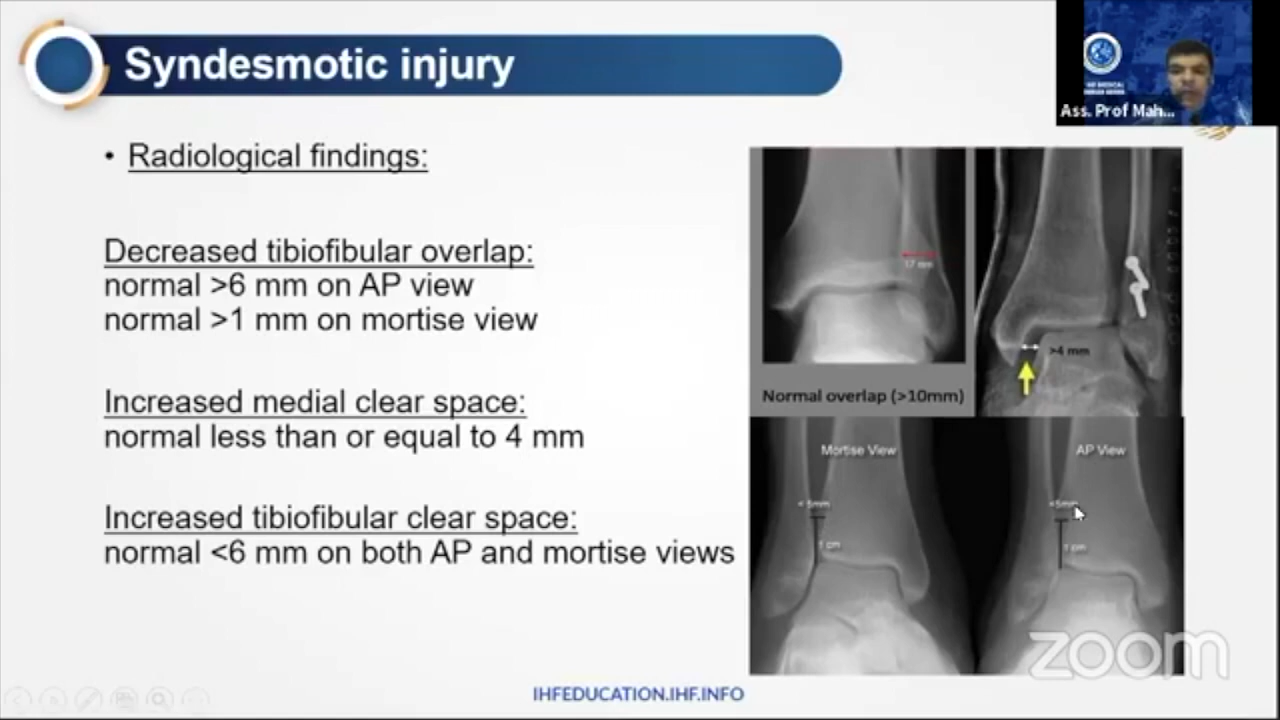 Syndesmotic injury
Ass. Prof Mah...
• Radiological findings:
Decreased tibiofibular overlap:
normal >6 mm on AP view
normal >1 mm on mortise view
Increased medial clear space:
normal less than or equal to 4 mm
Increased tibiofibular clear space:
normal <6 mm on both AP and mortise views
17 mm
>4 mm
Normal overlap (>10mm)
Mortise View
AP View
1 cm
1 cm
zoom
IHFEDUCATION.IHF.INFO